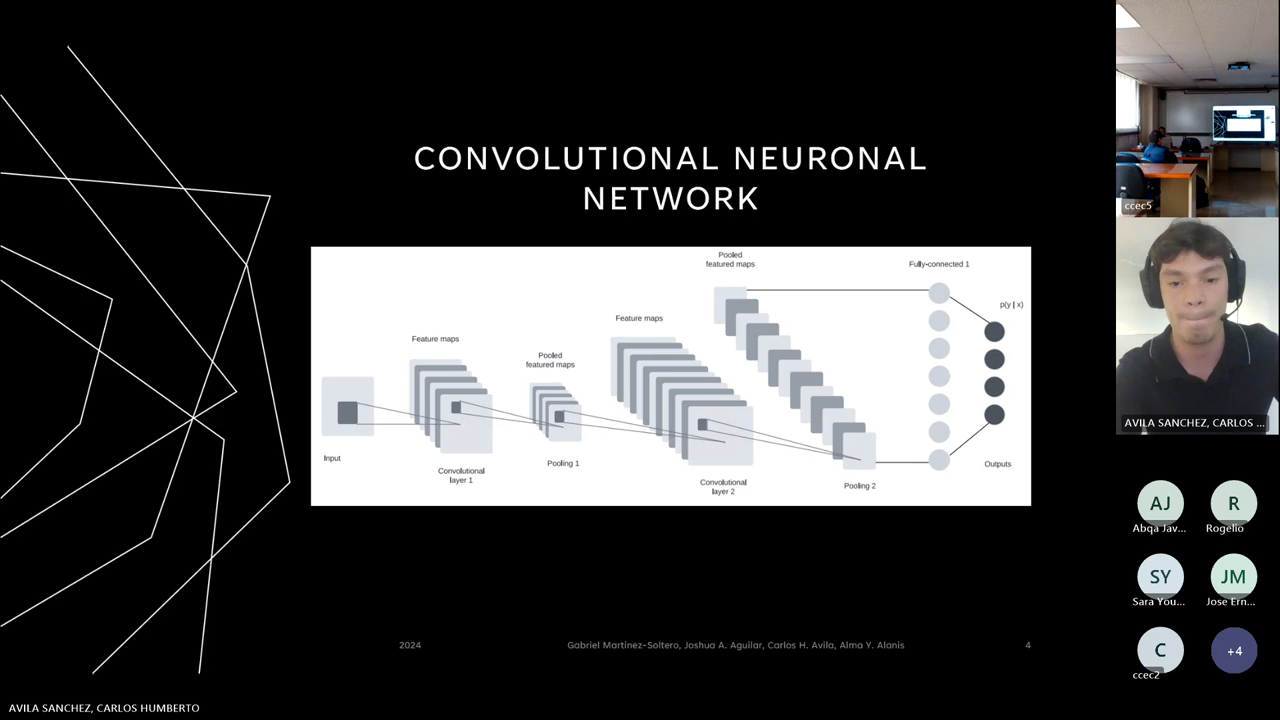 CONVOLUTIONAL NEURONAL
NETWORK
Pooled
featured maps
Fully-connected 1
p(y | x)
Feature maps
Feature maps
Pooled
featured maps
Input
Convolutional
layer 1
Pooling 1
Convolutional
layer 2
Pooling 2
Outputs
2024
Gabriel Martinez-Soltero, Joshua A. Aguilar, Carlos H. Avila, Alma Y. Alanis
4
AVILA SANCHEZ, CARLOS HUMBERTO
ccec5
AVILA SANCHEZ, CARLOS ...
AJ
Abqa Jav...
R
Rogelio
SY
Sara You...
JM
Jose Ern...
C
ccec2
+4